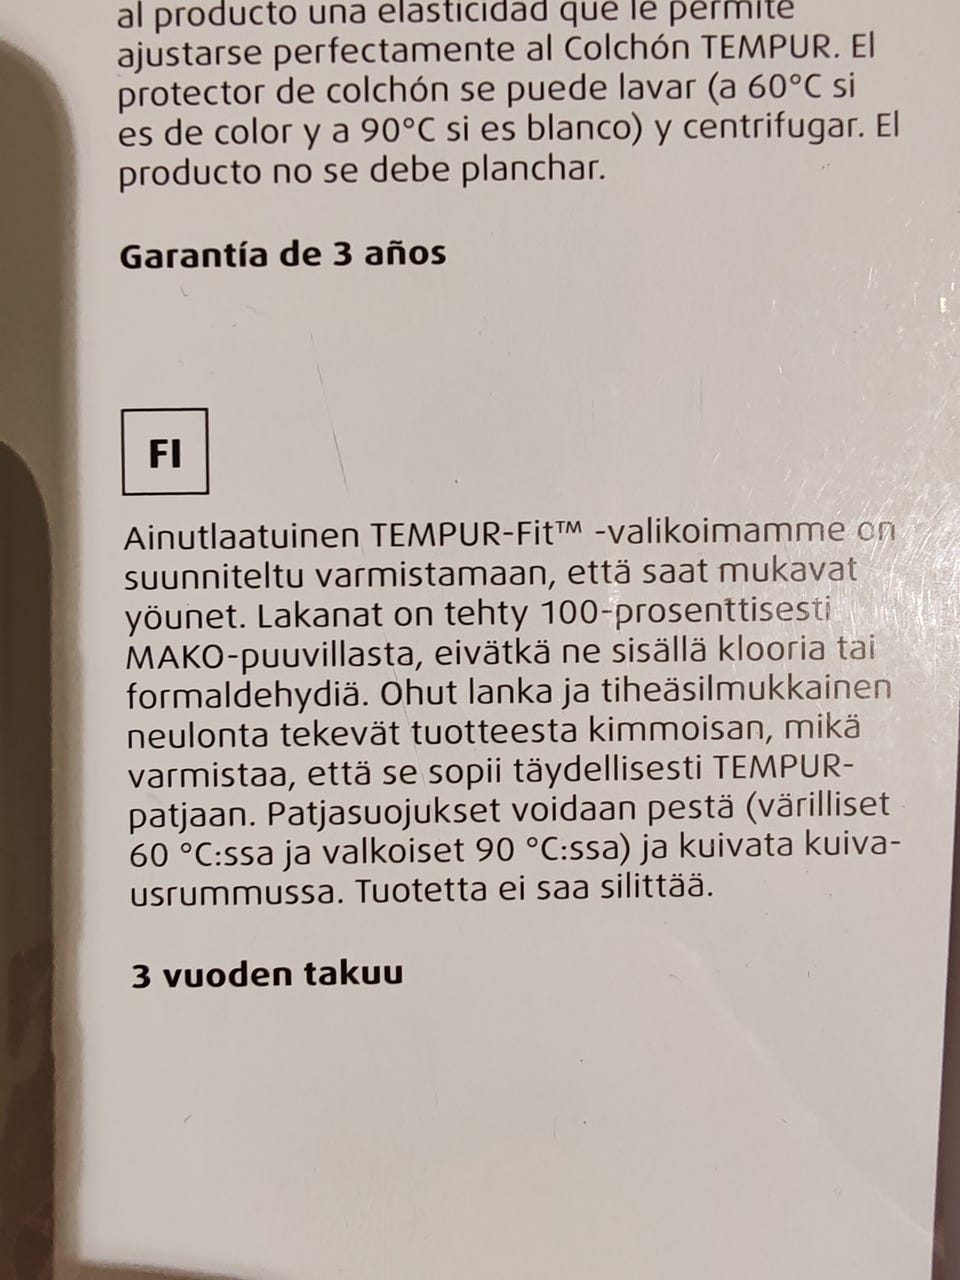 al producto una elasticidad que le permite
ajustarse perfectamente al Colchón TEMPUR. El
protector de colchón se puede lavar (a 60°C si
es de color y a 90°C si es blanco) y centrifugar. El
producto no se debe planchar.
Garantía de 3 años
FI
Ainutlaatuinen TEMPUR-Fit™ -valikoimamme on
suunniteltu varmistamaan, että saat mukavat
yöunet. Lakanat on tehty 100-prosenttisesti
MAKO-puuvillasta, eivätkä ne sisällä klooria tai
formaldehydiä. Ohut lanka ja tiheäsilmukkainen
neulonta tekevät tuotteesta kimmoisan, mikä
varmistaa, että se sopii täydellisesti TEMPUR-
patjaan. Patjasuojukset voidaan pestä (värilliset
60 °C:ssa ja valkoiset 90 °C:ssa) ja kuivata kuiva-
usrummussa. Tuotetta ei saa silittää.
3 vuoden takuu